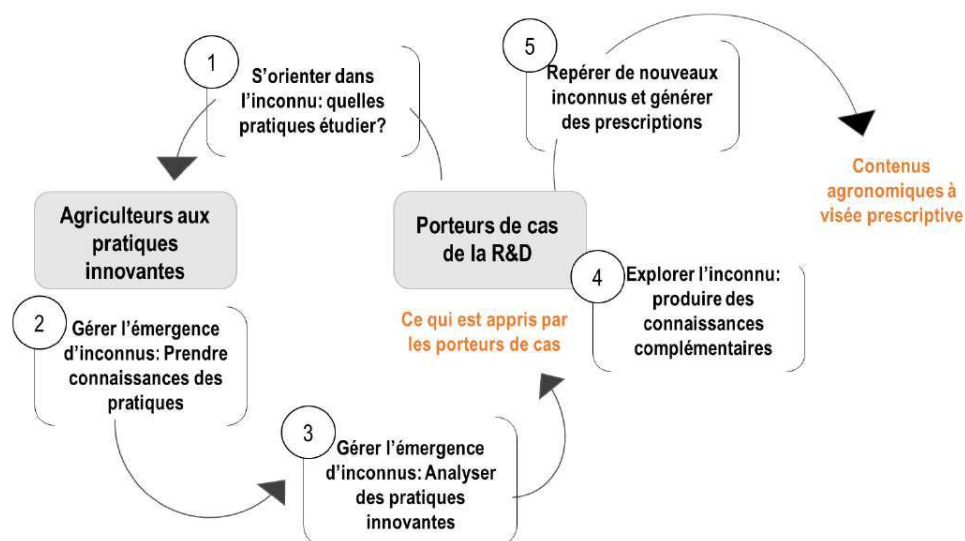 1
S'orienter dans
l'inconnu: quelles
pratiques étudier?
Agriculteurs aux
pratiques
innovantes
2
Gérer l'émergence
d'inconnus: Prendre
connaissances des
pratiques
3
Gérer l'émergence
d'inconnus: Analyser
des pratiques
innovantes
Porteurs de cas
de la R&D
Ce qui est appris par
les porteurs de cas
4
Explorer l'inconnu:
produire des
connaissances
complémentaires
5
Repérer de nouveaux
inconnus et générer
des prescriptions
Contenus
agronomiques à
visée prescriptive